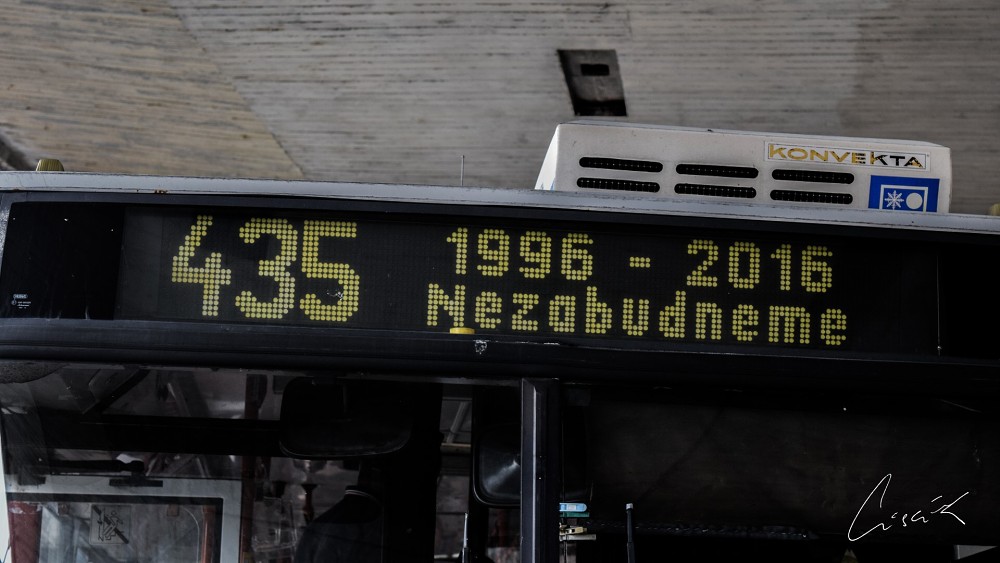 KONVEKTA
435
1996 - 2016
Nezabudneme